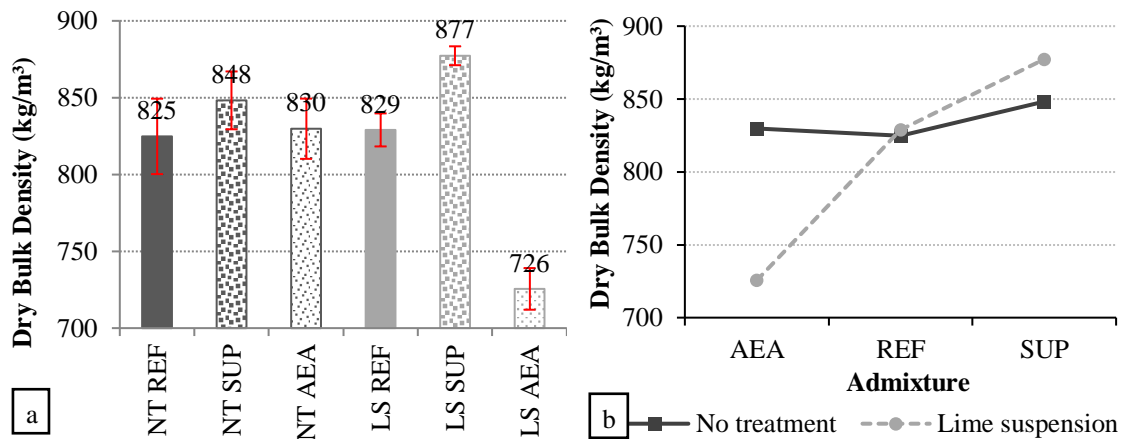 Dry Bulk Density (kg/m³)
900
850
800
750
700
825
848
830
829
877
726
NT REF
NT SUP
NT AEA
LS REF
LS SUP
LS AEA
a
Dry Bulk Density (kg/m³)
900
850
800
750
700
AEA REF SUP
Admixture
b
No treatment Lime suspension